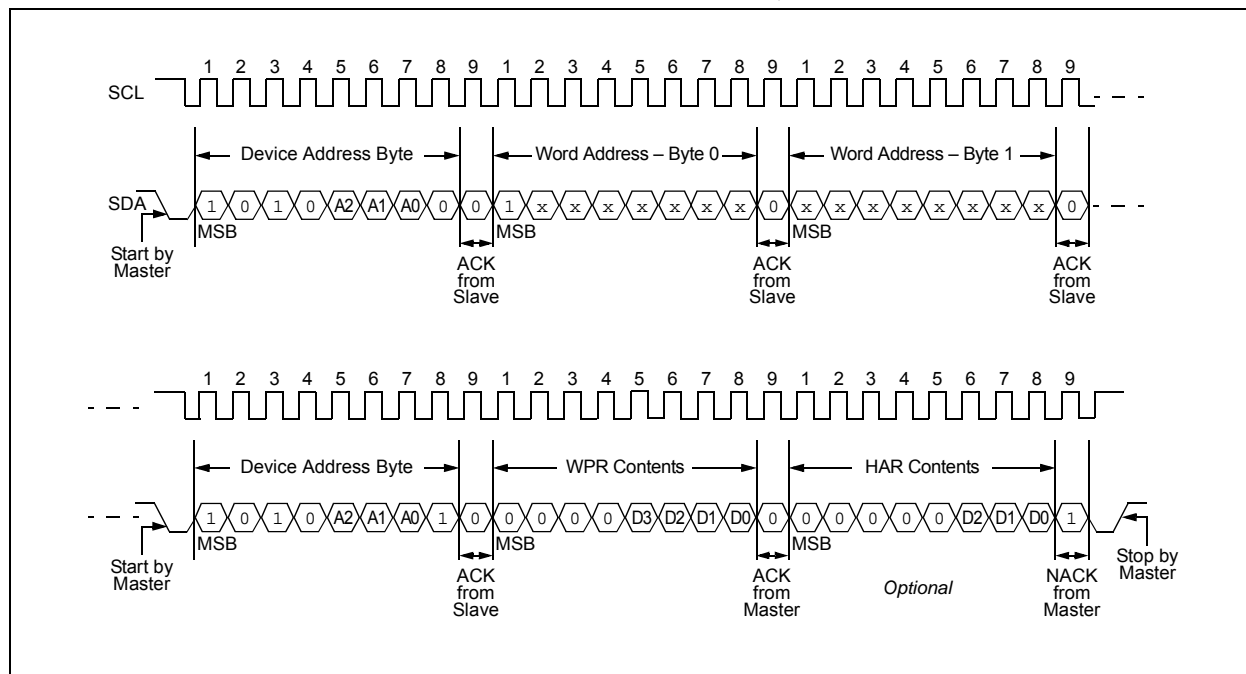 1 2 3 4 5 6 7 8 9 1 2 3 4 5 6 7 8 9 1 2 3 4 5 6 7 8 9
SCL
Device Address Byte Word Address – Byte 0 Word Address – Byte 1
SDA 1 0 1 0 A2 A1 A0 0 0 1 x x x x x x x 0 x x x x x x x x 0
MSB MSB MSB
Start by
Master
ACK
from
Slave
ACK
from
Slave
ACK
from
Slave
1 2 3 4 5 6 7 8 9 1 2 3 4 5 6 7 8 9 1 2 3 4 5 6 7 8 9
Device Address Byte WPR Contents HAR Contents
1 0 1 0 A2 A1 A0 1 0 0 0 0 0 D3 D2 D1 D0 0 0 0 0 0 0 D2 D1 D0 1
MSB MSB MSB
Start by
Master
ACK
from
Slave
ACK
from
Master
Optional
NACK
from
Master
Stop by
Master